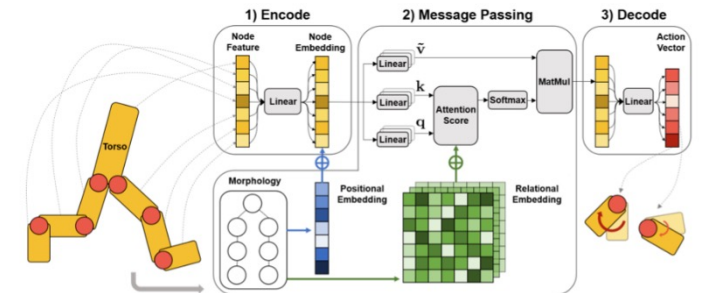 1) Encode
2) Message Passing
3) Decode
Node
Feature
Node
Embedding
Linear
Linear
Linear
Linear
ṽ
k
q
Attention
Score
Softmax
MatMul
Action
Vector
Linear
Torso
Morphology
Positional
Embedding
Relational
Embedding